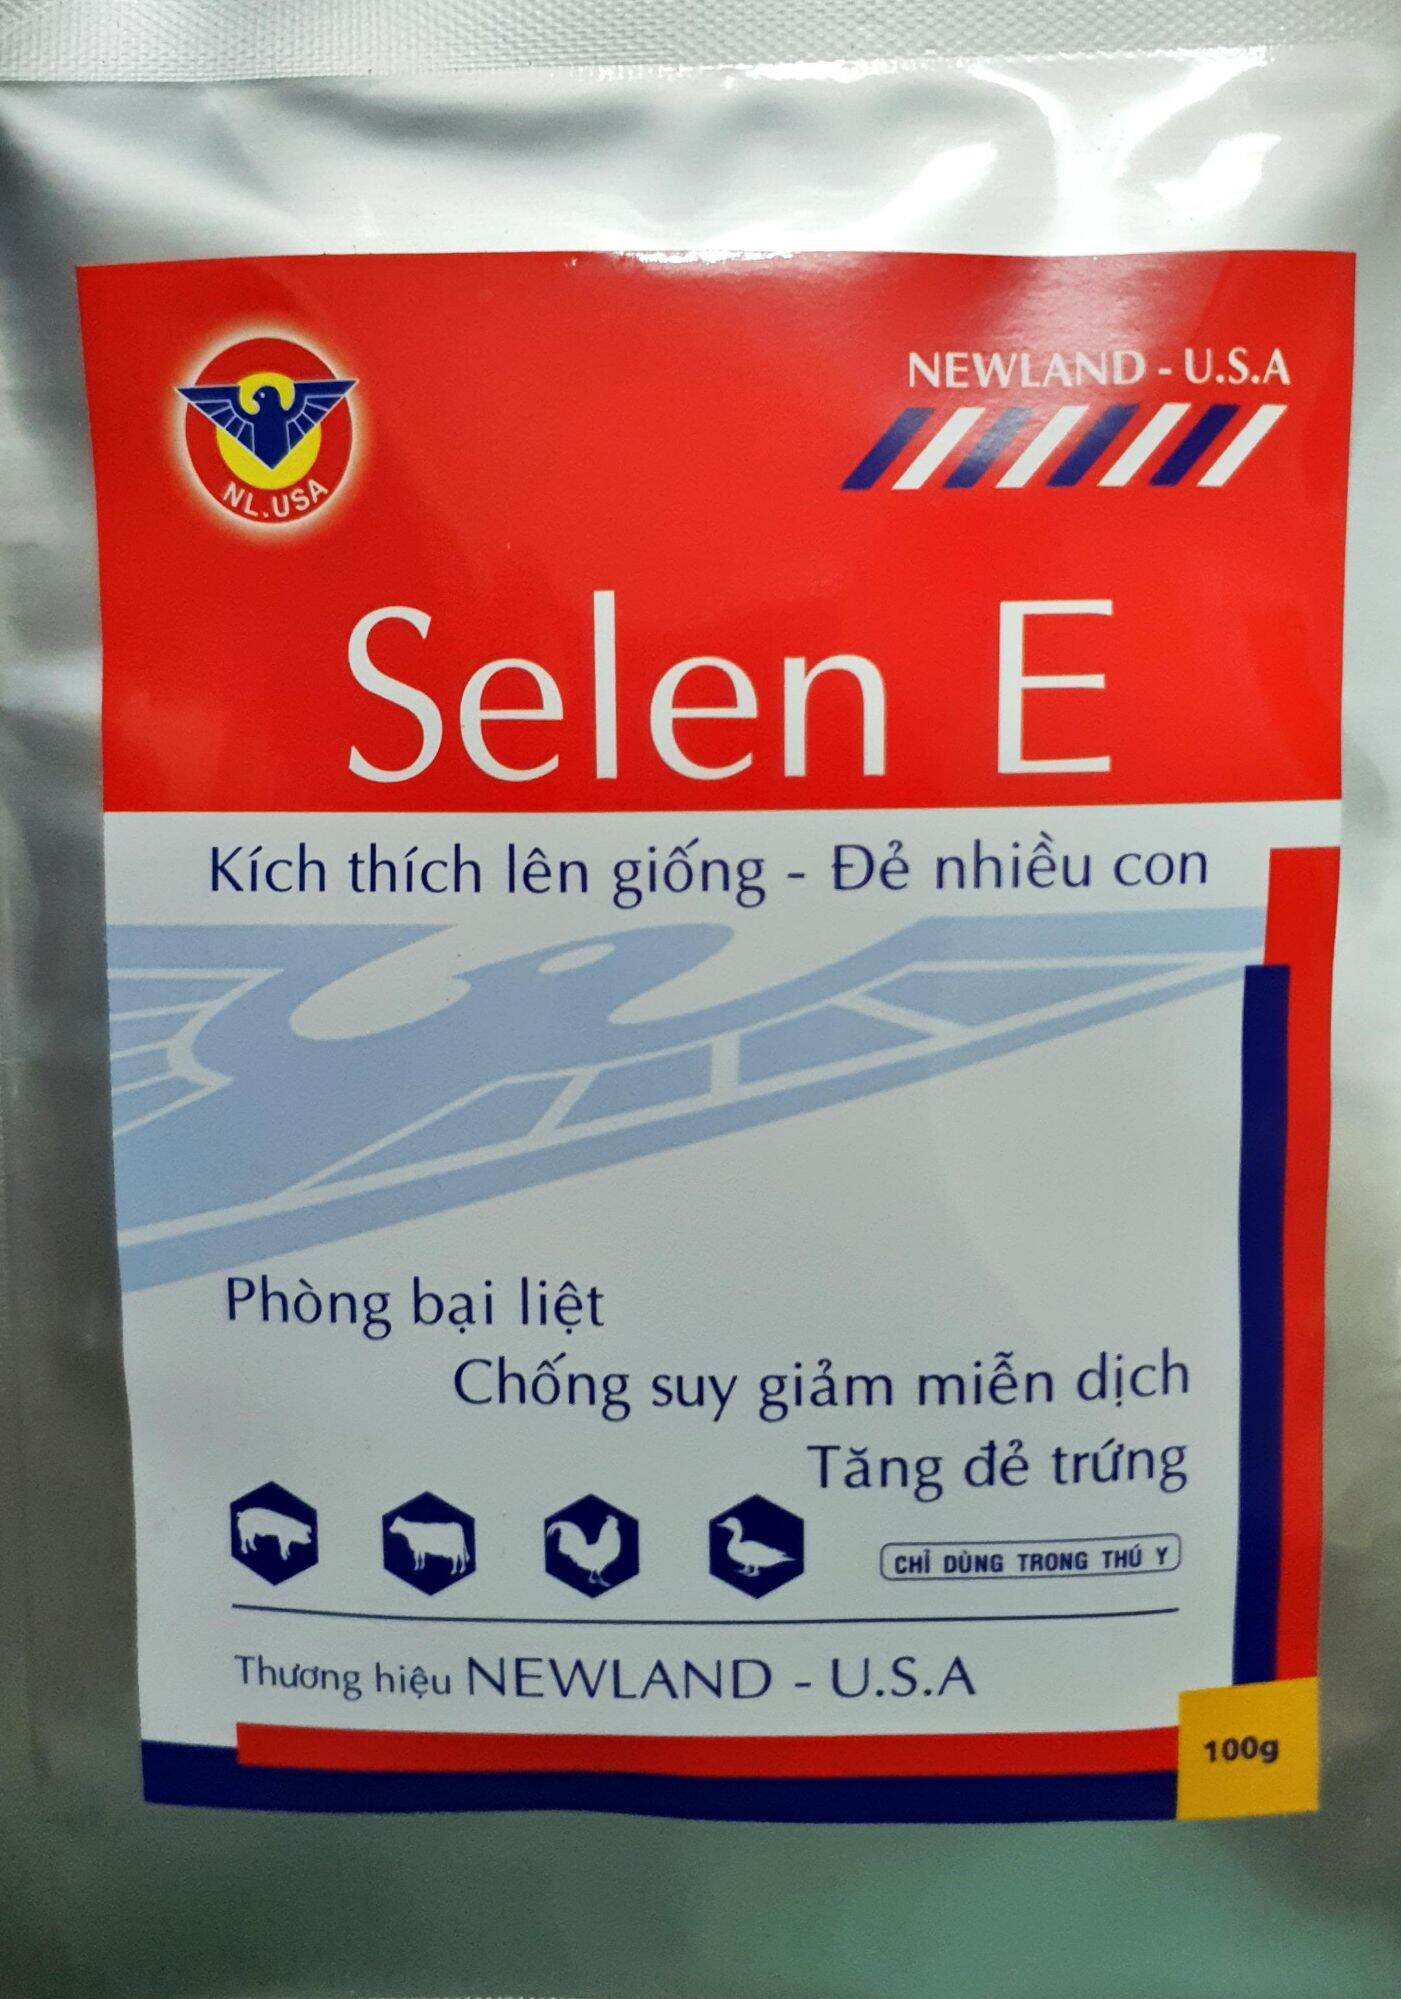 NL.USA
NEWLAND - U.S.A
Selen E
Kích thích lên giống - Đẻ nhiều con
Phòng bại liệt
Chống suy giảm miễn dịch
Tăng đẻ trứng
CHỈ DÙNG TRONG THÚ Y
Thương hiệu NEWLAND - U.S.A
100g